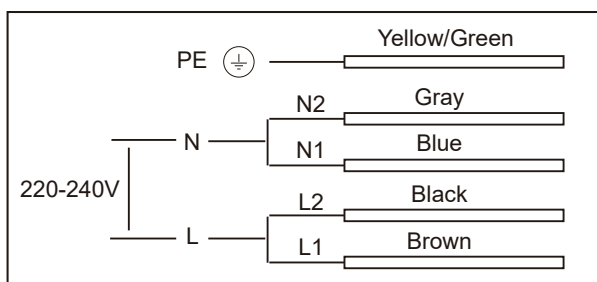 Yellow/Green
PE
N2 Gray
N
N1 Blue
220-240V
L2 Black
L
L1 Brown